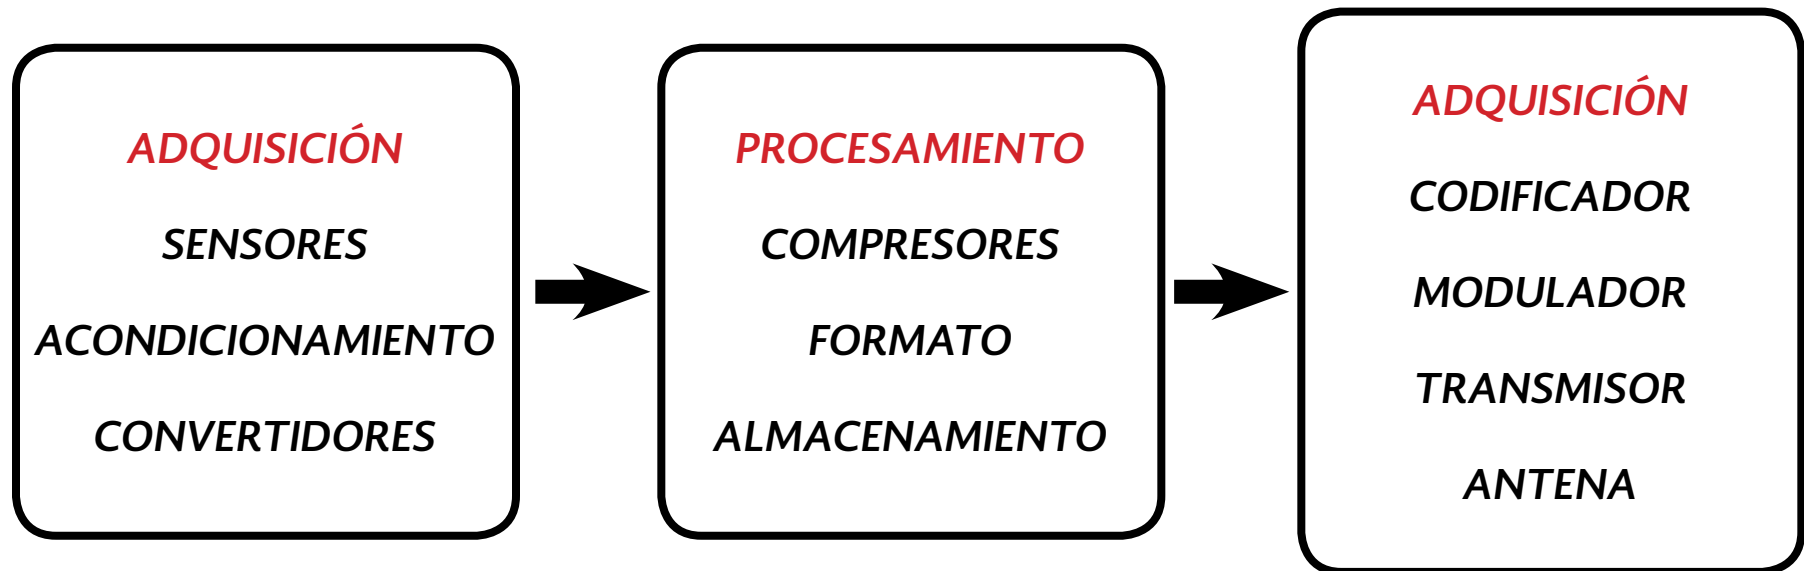 ADQUISICIÓN
SENSORES
ACONDICIONAMIENTO
CONVERTIDORES
PROCESAMIENTO
COMPRESORES
FORMATO
ALMACENAMIENTO
ADQUISICIÓN
CODIFICADOR
MODULADOR
TRANSMISOR
ANTENA